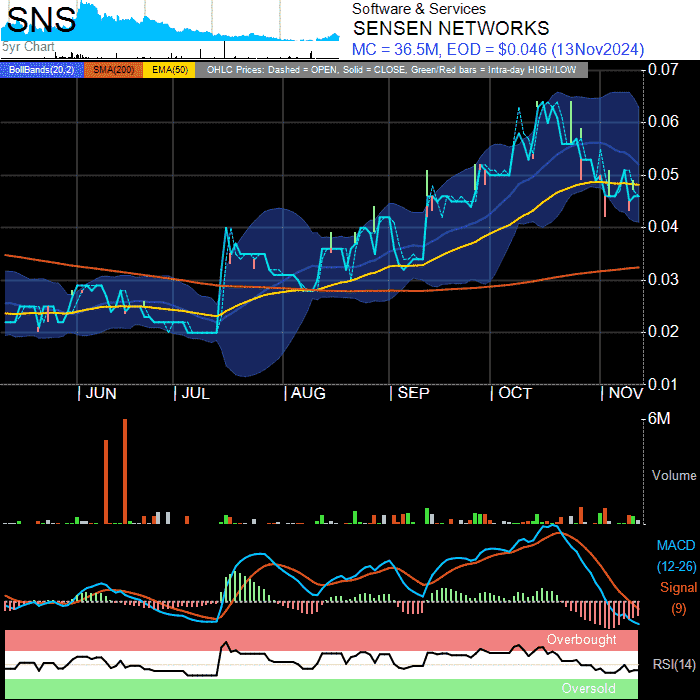 SNS
5yr Chart
Software & Services
SENSEN NETWORKS
MC = 36.5M, EOD = $0.046 (13Nov2024)
BollBands(20,2) SMA(200) EMA(50) OHLC Prices: Dashed = OPEN, Solid = CLOSE, Green/Red bars = Intra-day HIGH/LOW
0.07
0.06
0.05
0.04
0.03
0.02
0.01
| JUN | JUL | AUG | SEP | OCT | NOV
6M
Volume
MACD
(12-26)
Signal
(9)
Overbought
RSI(14)
Oversold